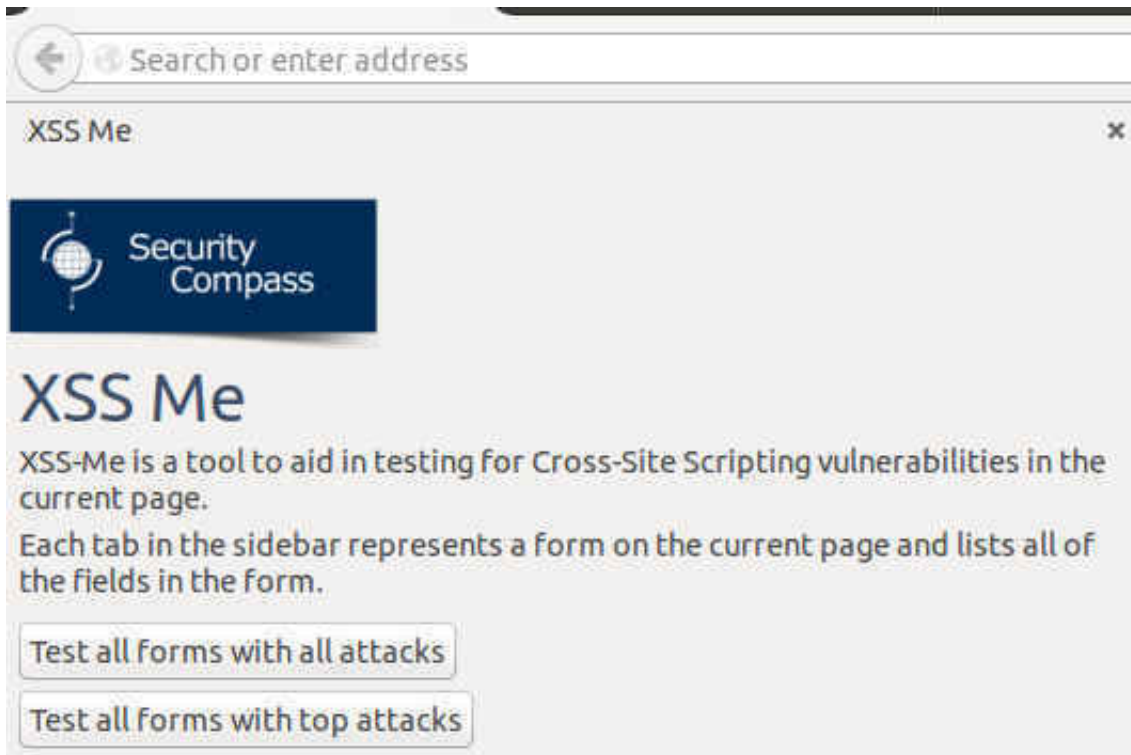 Search or enter address
XSS Me
Security
Compass
XSS Me
XSS-Me is a tool to aid in testing for Cross-Site Scripting vulnerabilities in the
current page.
Each tab in the sidebar represents a form on the current page and lists all of
the fields in the form.
Test all forms with all attacks
Test all forms with top attacks